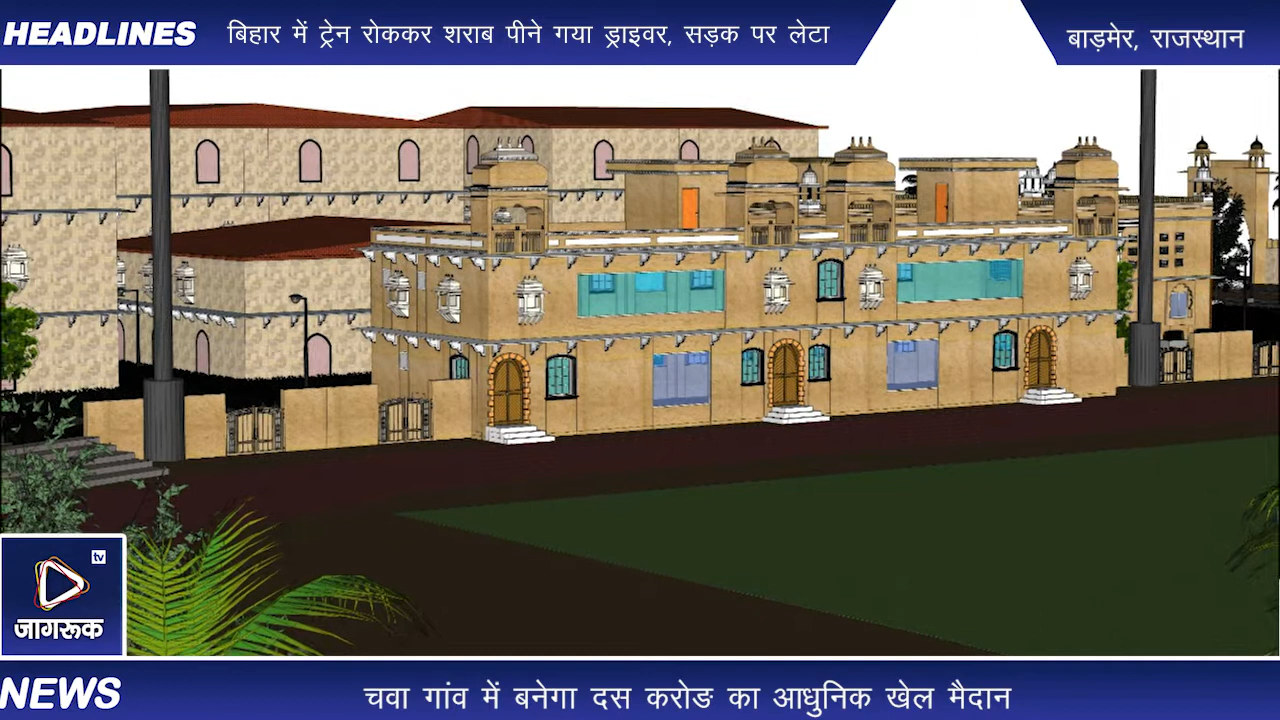 HEADLINES बिहार में ट्रेन रोककर शराब पीने गया ड्राइवर, सड़क पर लेटा
बाड़मेर, राजस्थान
tv
जागरूक
NEWS चवा गांव में बनेगा दस करोङ का आधुनिक खेल मैदान